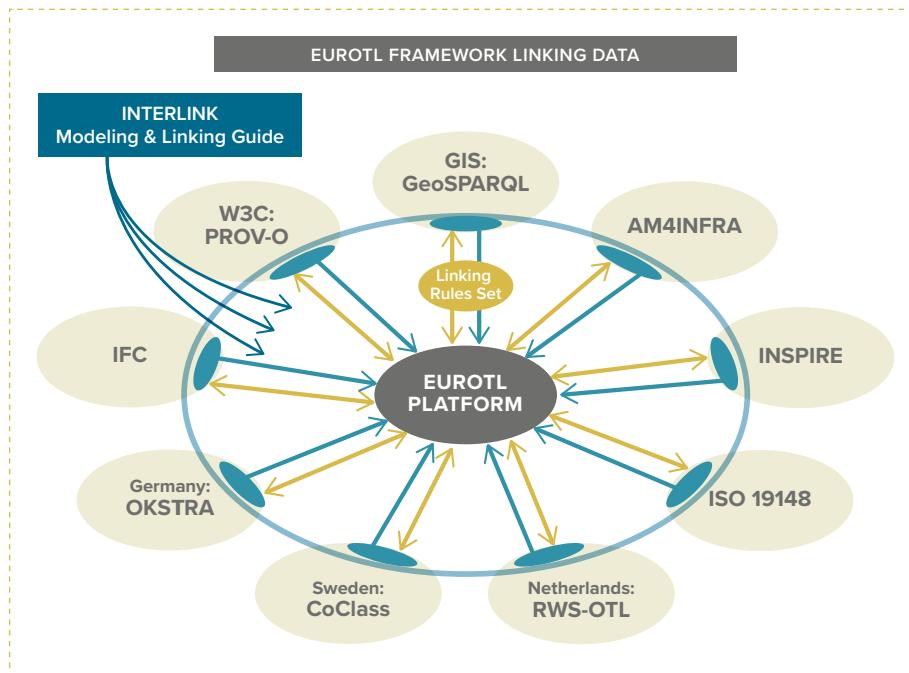 EUROTL FRAMEWORK LINKING DATA
INTERLINK
Modeling & Linking Guide
GIS:
GeoSPARQL
W3C:
PROV-O
AM4INFRA
Linking
Rules Set
IFC
INSPIRE
EUROTL
PLATFORM
Germany:
OKSTRA
ISO 19148
Sweden:
CoClass
Netherlands:
RWS-OTL